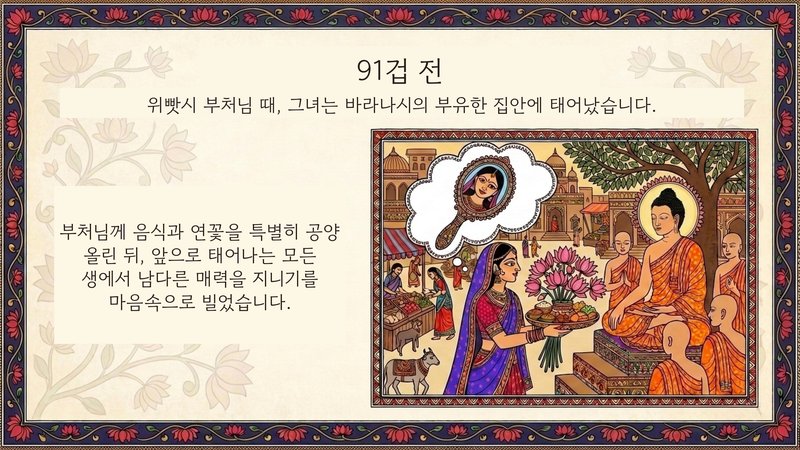 91겁 전
위빳시 부처님 때, 그녀는 바라나시의 부유한 집안에 태어났습니다.
부처님께 음식과 연꽃을 특별히 공양
올린 뒤, 앞으로 태어나는 모든
생에서 남다른 매력을 지니기를
마음속으로 빌었습니다.